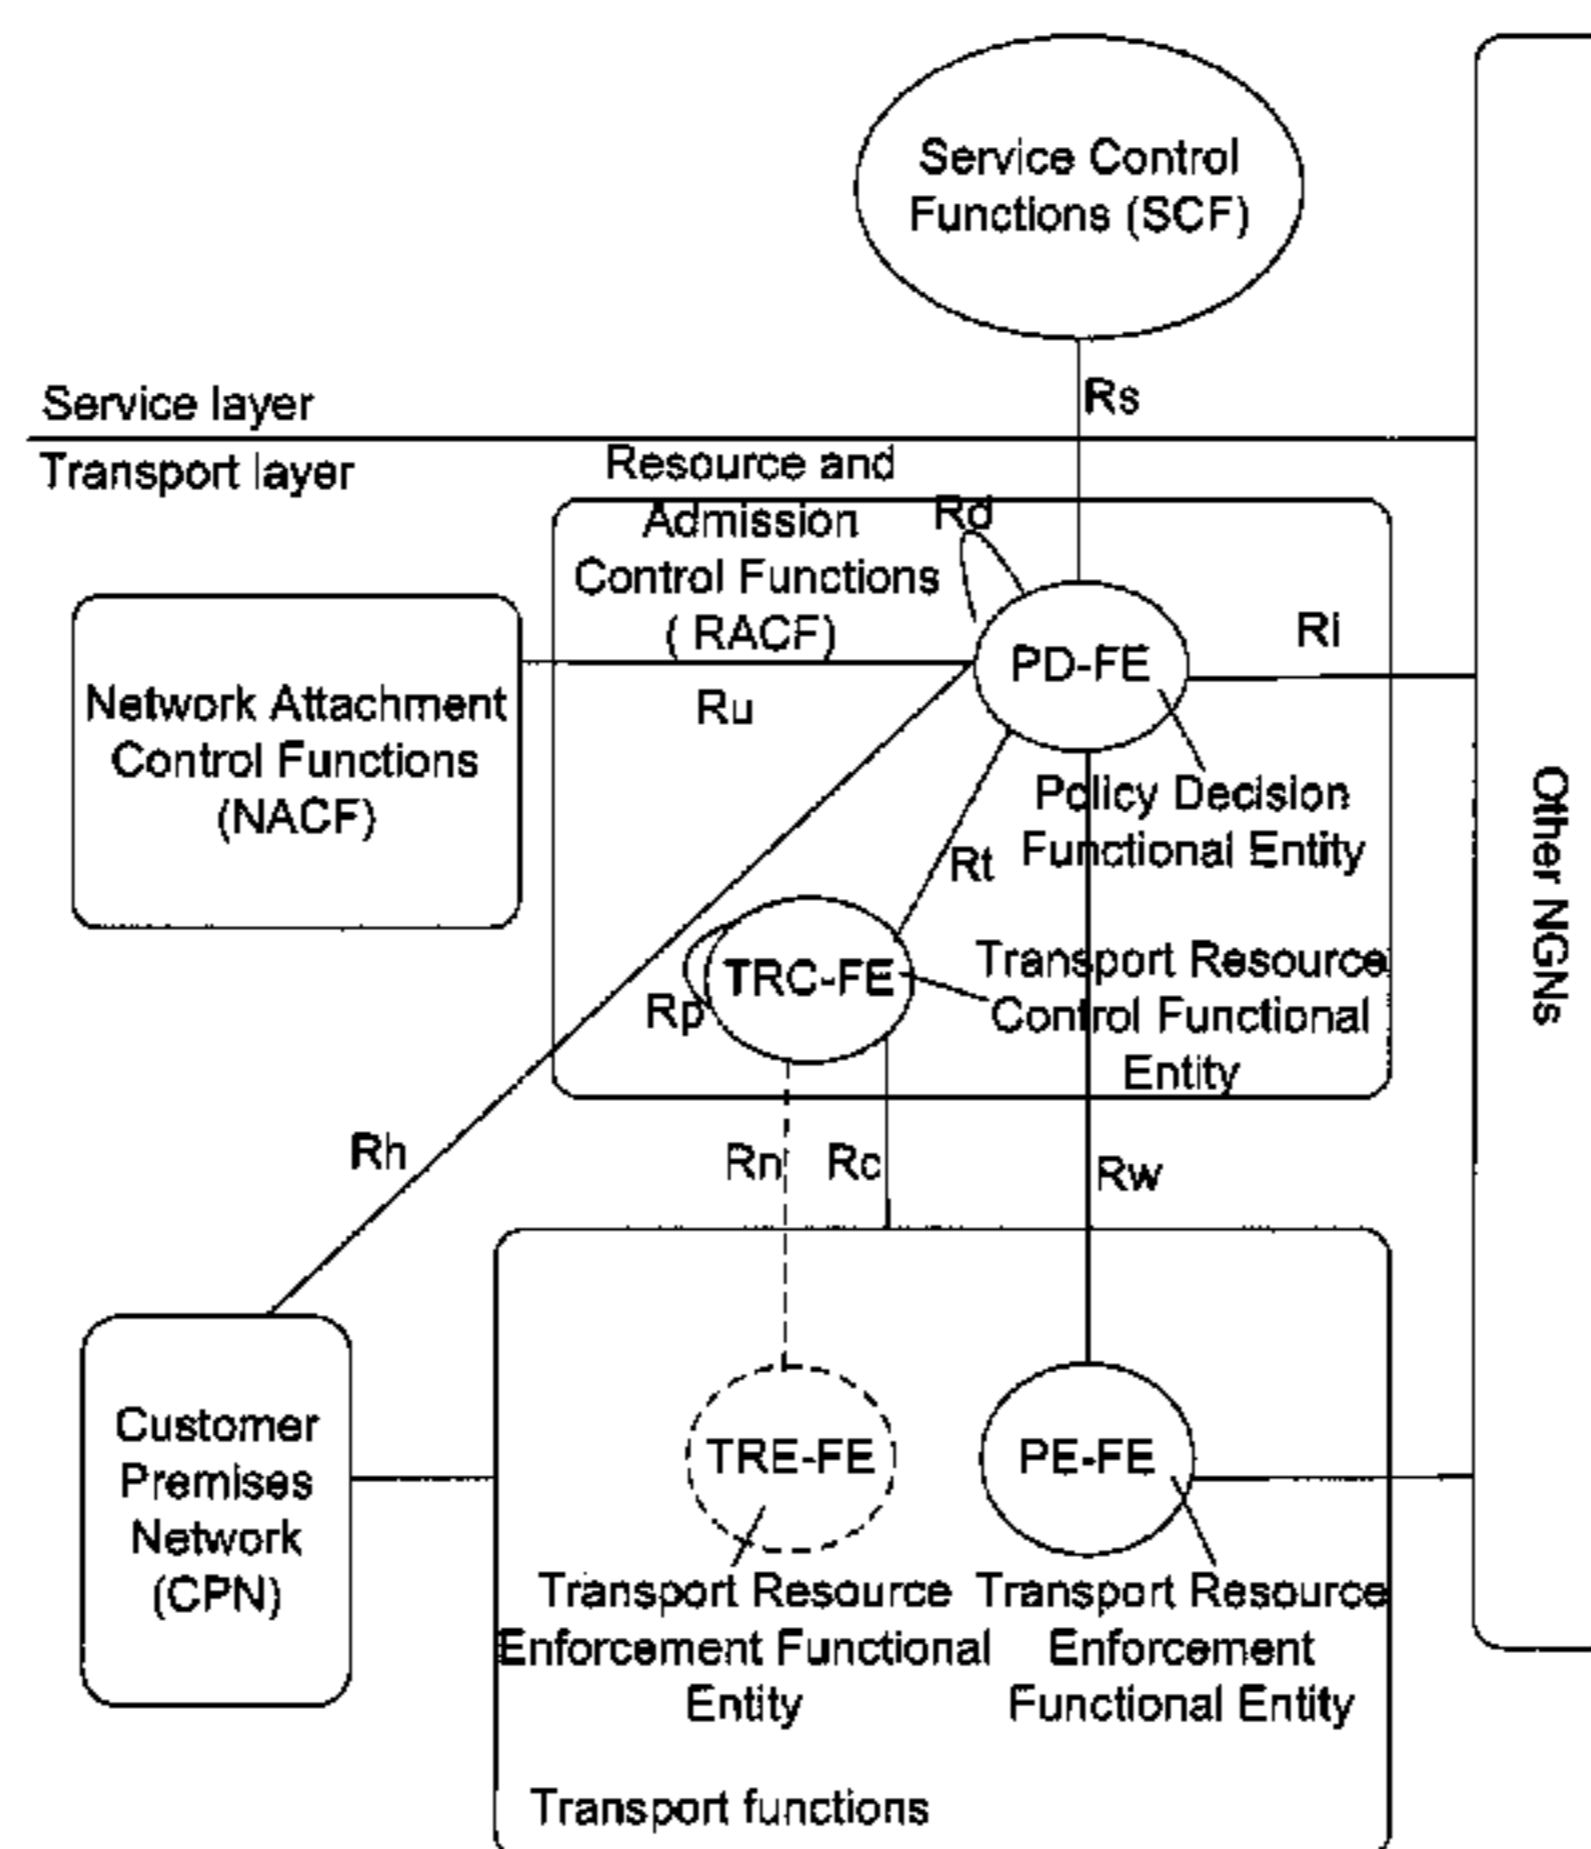 Service Control
Functions (SCF)
Rs
Service layer
Transport layer
Resource and
Admission
Control Functions
( RACF)
Rd
PD-FE
Ri
Network Attachment
Control Functions
(NACF)
Ru
Policy Decision
Functional Entity
Rt
Other NGNs
TRC-FE
Rp
Transport Resource
Control Functional
Entity
Rh
Rn
Rc
Rw
Customer
Premises
Network
(CPN)
TRE-FE
PE-FE
Transport Resource
Enforcement Functional
Entity
Transport Resource
Enforcement
Functional Entity
Transport functions